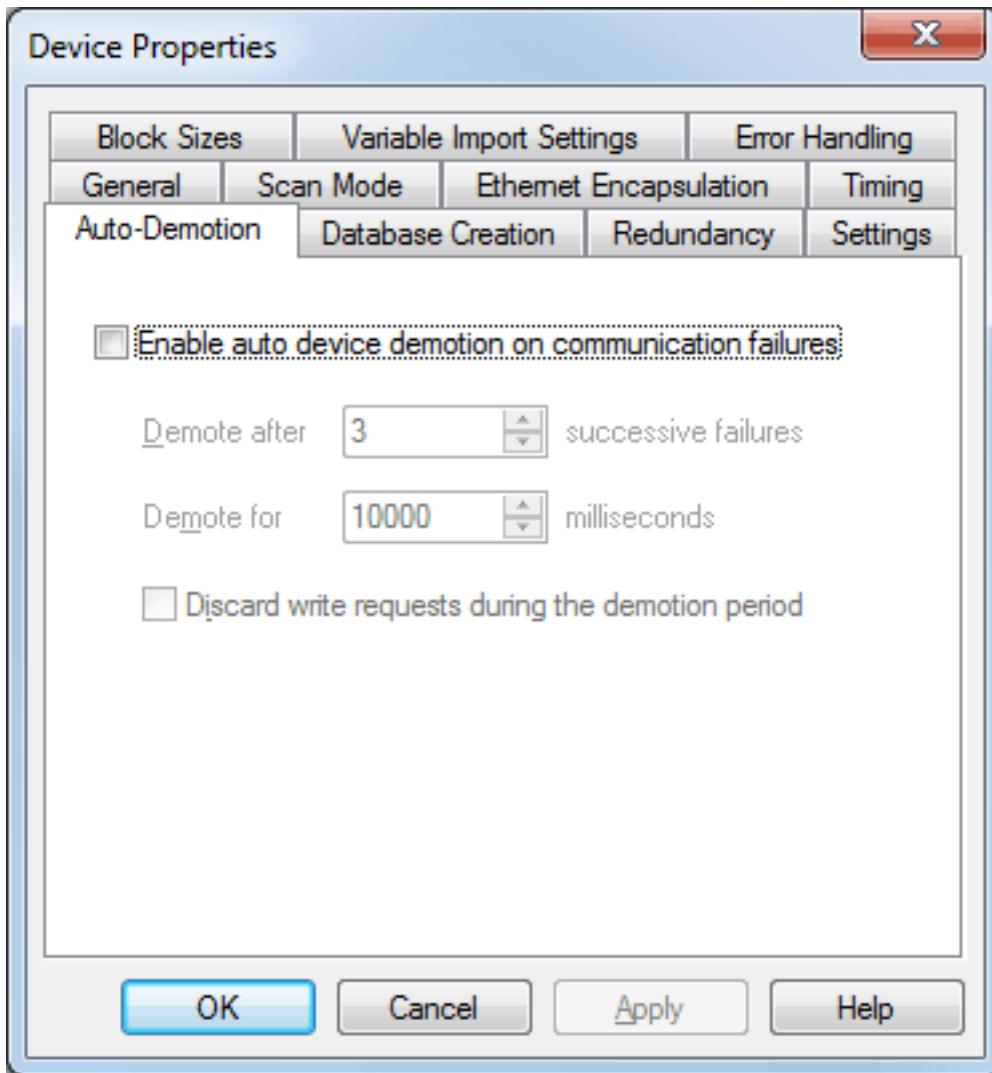 Device Properties
Block Sizes Variable Import Settings Error Handling
General Scan Mode Ethernet Encapsulation Timing
Auto-Demotion Database Creation Redundancy Settings
Enable auto device demotion on communication failures
Demote after 3 successive failures
Demote for 10000 milliseconds
Discard write requests during the demotion period
OK Cancel Apply Help